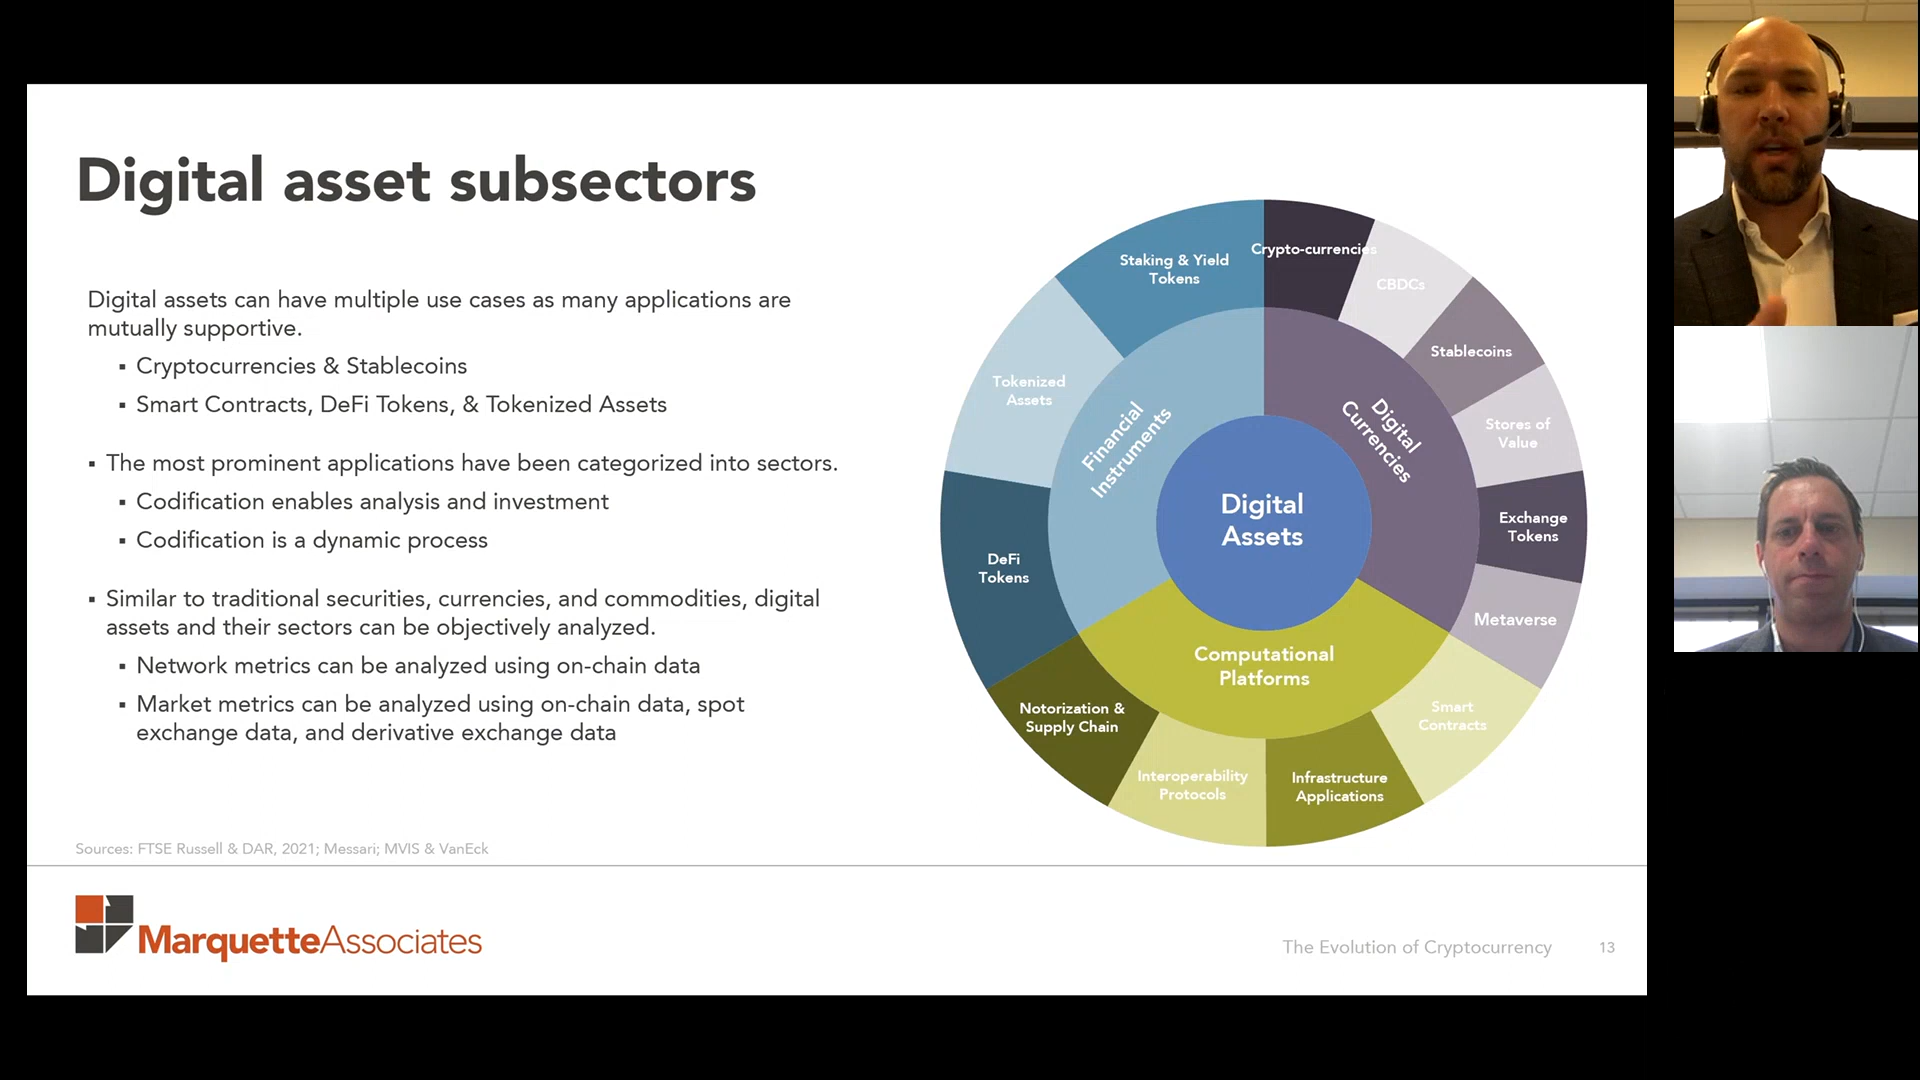 Digital asset subsectors
Digital assets can have multiple use cases as many applications are
mutually supportive.
▪ Cryptocurrencies & Stablecoins
▪ Smart Contracts, DeFi Tokens, & Tokenized Assets
▪ The most prominent applications have been categorized into sectors.
▪ Codification enables analysis and investment
▪ Codification is a dynamic process
▪ Similar to traditional securities, currencies, and commodities, digital
assets and their sectors can be objectively analyzed.
▪ Network metrics can be analyzed using on-chain data
▪ Market metrics can be analyzed using on-chain data, spot
exchange data, and derivative exchange data
Crypto-currencies
CBDCs
Stablecoins
Stores of
Value
Exchange
Tokens
Metaverse
Smart
Contracts
Infrastructure
Applications
Interoperability
Protocols
Notorization &
Supply Chain
DeFi
Tokens
Tokenized
Assets
Staking & Yield
Tokens
Financial
Instruments
Digital
Currencies
Computational
Platforms
Digital
Assets
Sources: FTSE Russell & DAR, 2021; Messari; MVIS & VanEck
MarquetteAssociates
The Evolution of Cryptocurrency 13